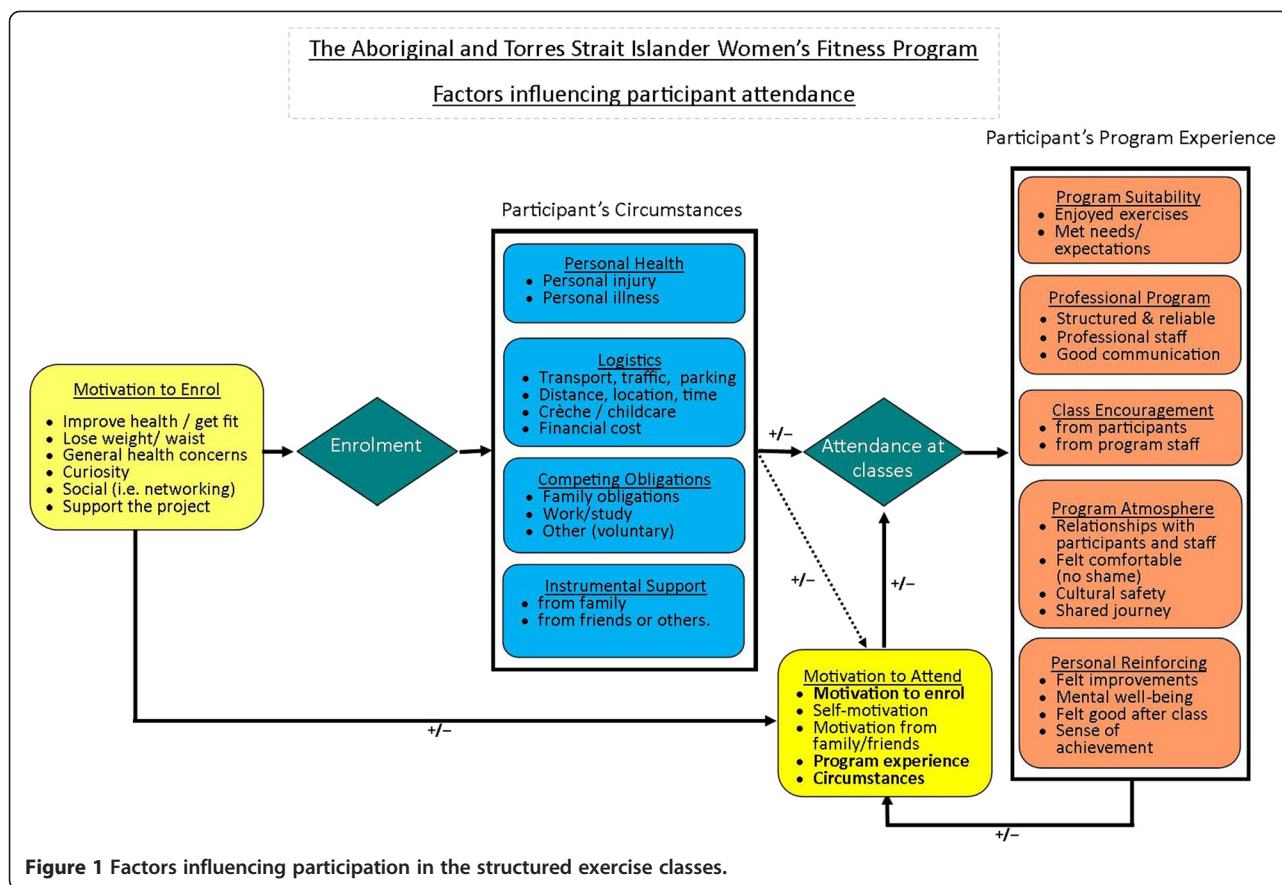 The Aboriginal and Torres Strait Islander Women's Fitness Program
Factors influencing participant attendance
Participant's Program Experience
Participant's Circumstances
Motivation to Enrol
• Improve health / get fit
• Lose weight/ waist
• General health concerns
• Curiosity
• Social (i.e. networking)
• Support the project
Enrolment
Personal Health
• Personal injury
• Personal illness
Logistics
• Transport, traffic, parking
• Distance, location, time
• Crèche / childcare
• Financial cost
Competing Obligations
• Family obligations
• Work/study
• Other (voluntary)
Instrumental Support
• from family
• from friends or others.
+/−
Attendance at
classes
+/−
+/−
Motivation to Attend
• Motivation to enrol
• Self-motivation
• Motivation from
family/friends
• Program experience
• Circumstances
+/−
Program Suitability
• Enjoyed exercises
• Met needs/
expectations
Professional Program
• Structured & reliable
• Professional staff
• Good communication
Class Encouragement
• from participants
• from program staff
Program Atmosphere
• Relationships with
participants and staff
• Felt comfortable
(no shame)
• Cultural safety
• Shared journey
Personal Reinforcing
• Felt improvements
• Mental well-being
• Felt good after class
• Sense of
achievement
+/−
Figure 1 Factors influencing participation in the structured exercise classes.